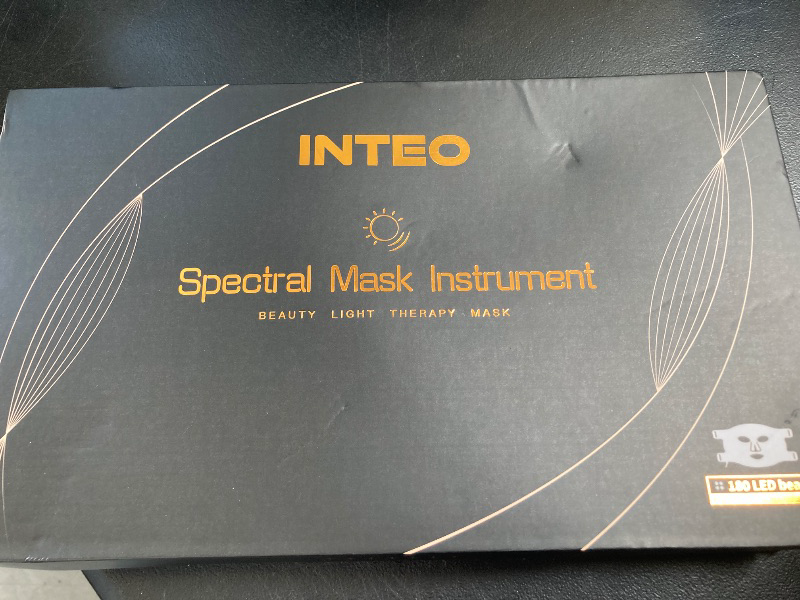 INTEO
Spectral Mask Instrument
BEAUTY LIGHT THERAPY MASK
180 LED